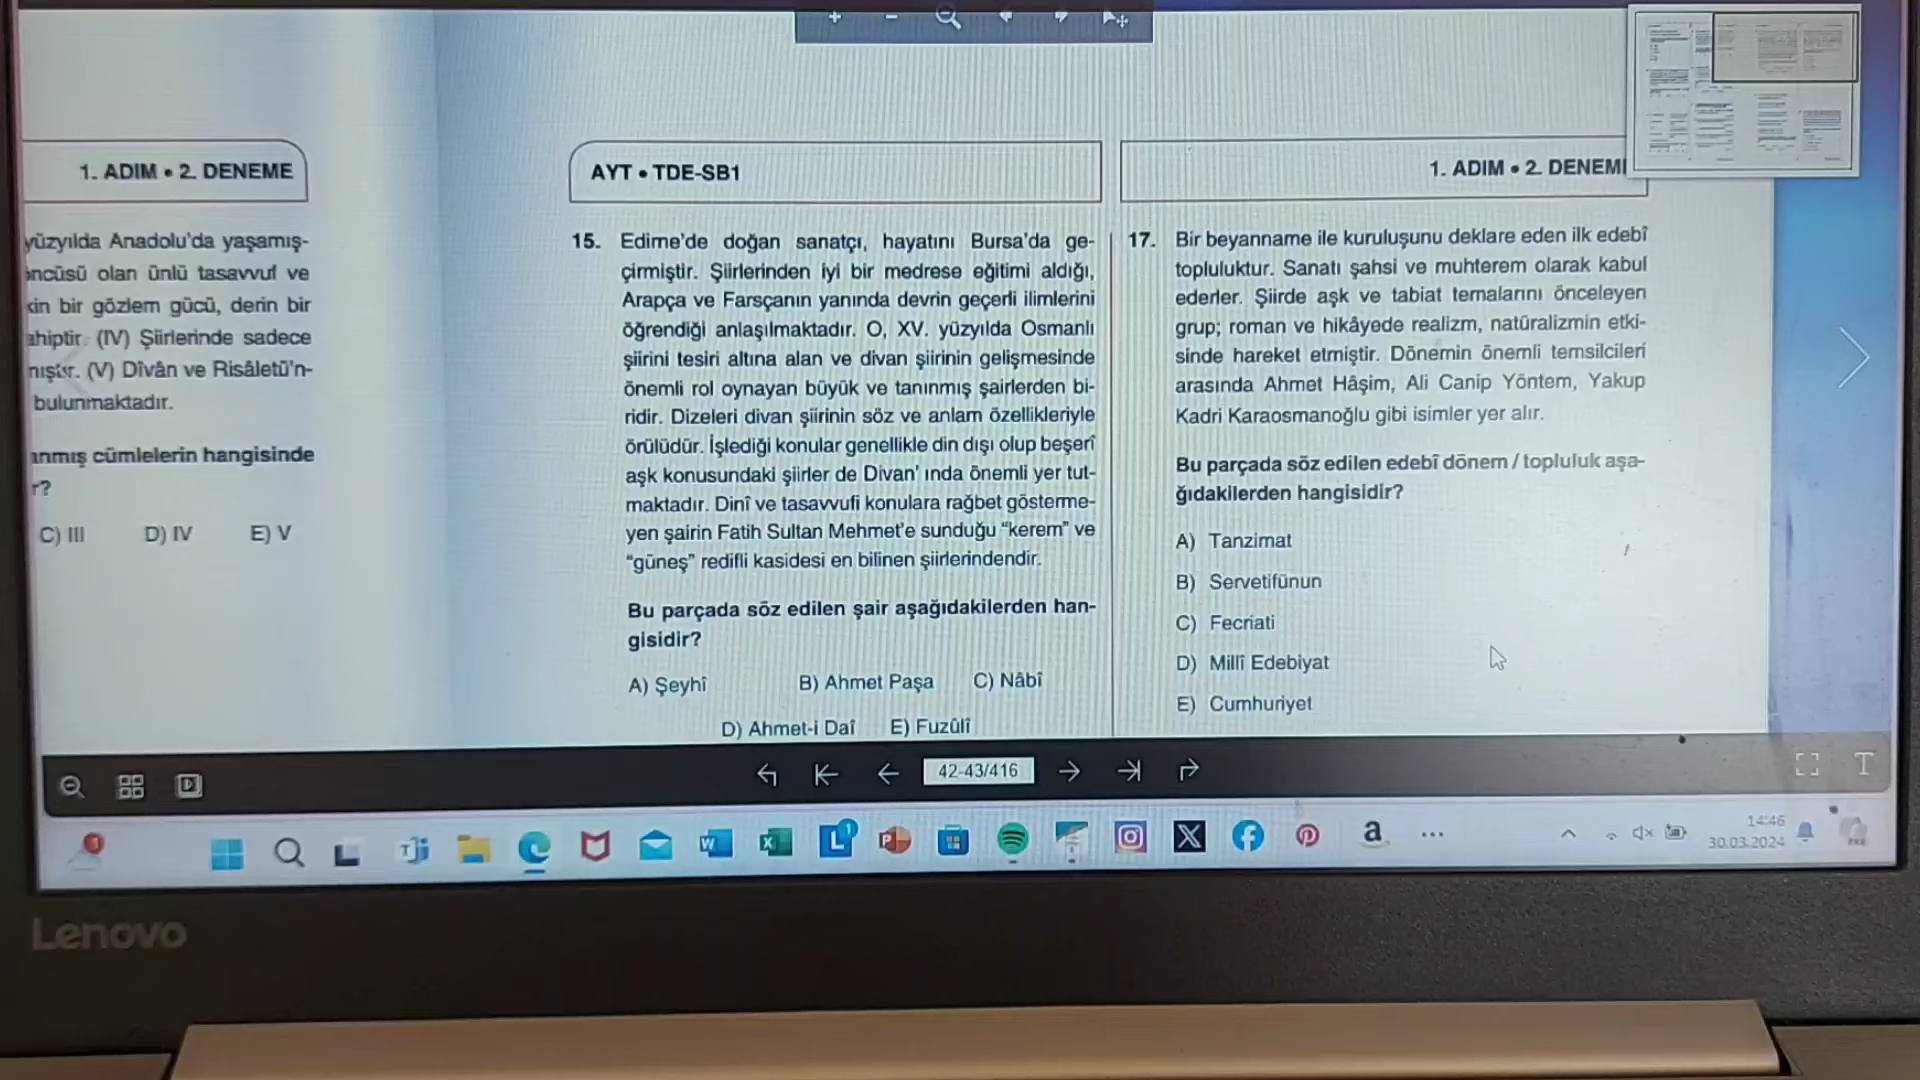 1. ADIM • 2. DENEME
yüzyılda Anadolu'da yaşamış-
öncüsü olan ünlü tasavvuf ve
kin bir gözlem gücü, derin bir
ahiptir. (IV) Şiirlerinde sadece
mıştır. (V) Dîvân ve Risâletü'n-
bulunmaktadır.
anmış cümlelerin hangisinde
r?
C) III D) IV E) V
AYT • TDE-SB1
15. Edirne'de doğan sanatçı, hayatını Bursa'da ge-
çirmiştir. Şiirlerinden iyi bir medrese eğitimi aldığı,
Arapça ve Farsçanın yanında devrin geçerli ilimlerini
öğrendiği anlaşılmaktadır. O, XV. yüzyılda Osmanlı
şiirini tesiri altına alan ve divan şiirinin gelişmesinde
önemli rol oynayan büyük ve tanınmış şairlerden bi-
ridir. Dizeleri divan şiirinin söz ve anlam özellikleriyle
örülüdür. İşlediği konular genellikle din dışı olup beşerî
aşk konusundaki şiirler de Divan' ında önemli yer tut-
maktadır. Dinî ve tasavvufi konulara rağbet gösterme-
yen şairin Fatih Sultan Mehmet'e sunduğu “kerem” ve
“güneş” redifli kasidesi en bilinen şiirlerindendir.
Bu parçada söz edilen şair aşağıdakilerden han-
gisidir?
A) Şeyhî B) Ahmet Paşa C) Nâbî
D) Ahmet-i Daî E) Fuzûlî
1. ADIM • 2. DENEM
17. Bir beyanname ile kuruluşunu deklare eden ilk edebî
topluluktur. Sanatı şahsi ve muhterem olarak kabul
ederler. Şiirde aşk ve tabiat temalarını önceleyen
grup; roman ve hikâyede realizm, natüralizmin etki-
sinde hareket etmiştir. Dönemin önemli temsilcileri
arasında Ahmet Hâşim, Ali Canip Yöntem, Yakup
Kadri Karaosmanoğlu gibi isimler yer alır.
Bu parçada söz edilen edebî dönem / topluluk aşa-
ğıdakilerden hangisidir?
A) Tanzimat
B) Servetifünun
C) Fecriati
D) Millî Edebiyat
E) Cumhuriyet
42-43/416
14:46
30.03.2024
Lenovo